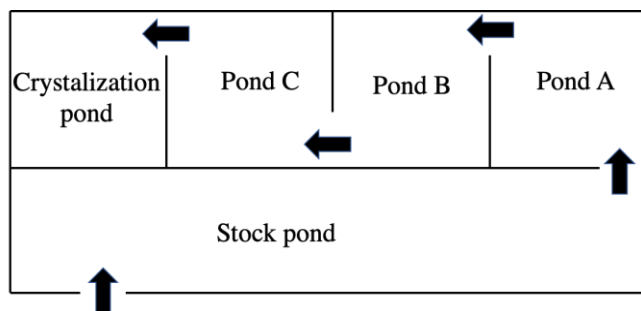 Crystalization
pond
Pond C
Pond B
Pond A
Stock pond